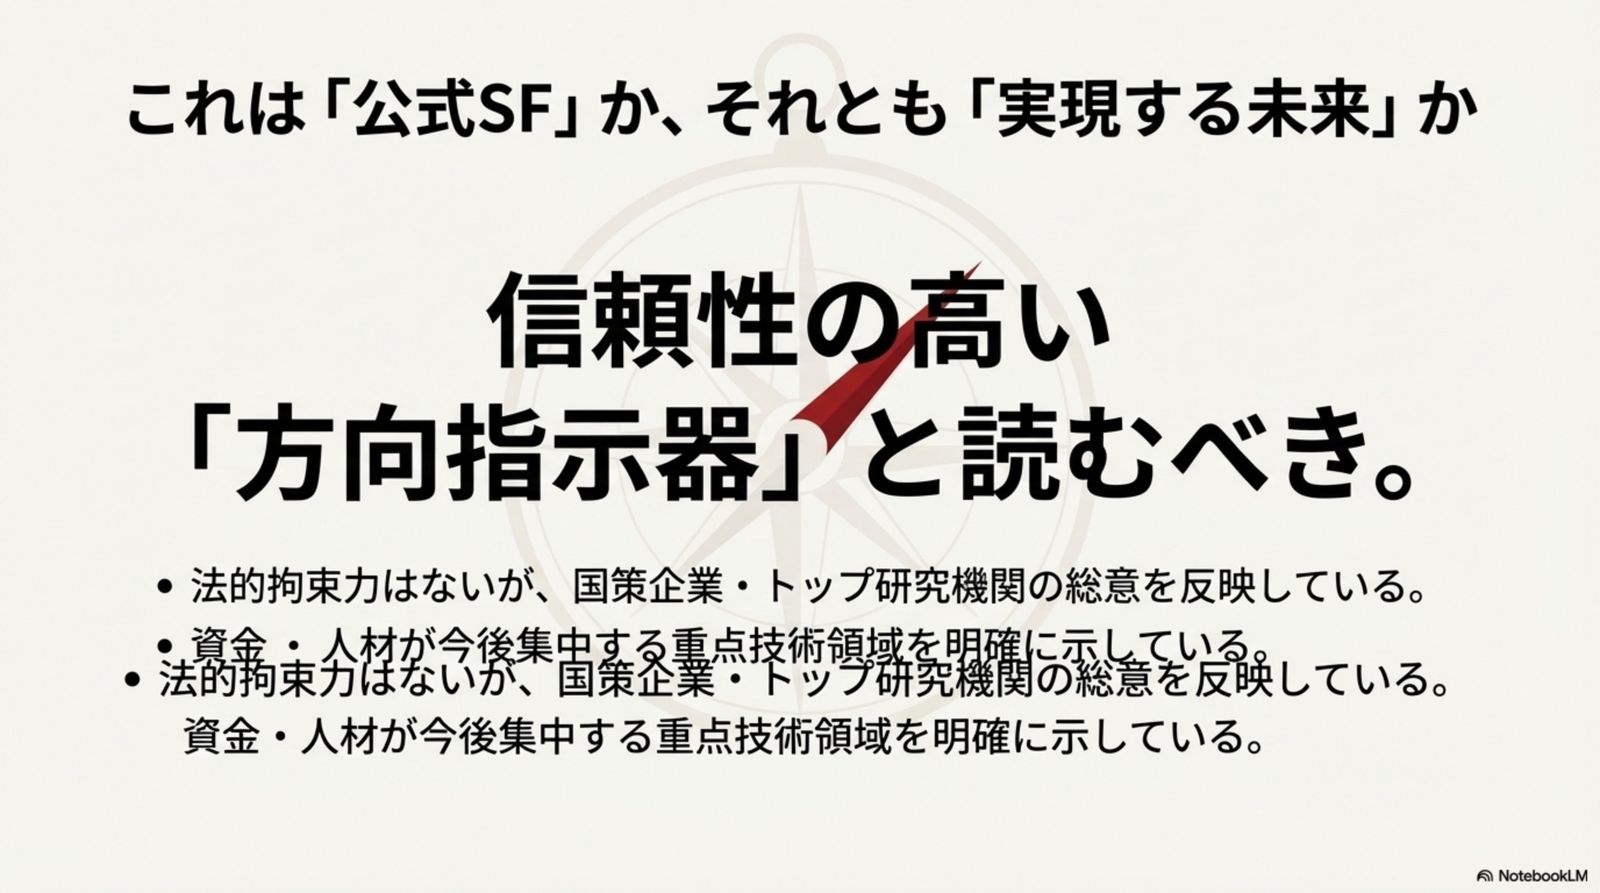 これは「公式SF」か、それとも「実現する未来」か
信頼性の高い
「方向指示器」と読むべき。
• 法的拘束力はないが、国策企業・トップ研究機関の総意を反映している。
• 資金・人材が今後集中する重点技術領域を明確に示している。
• 法的拘束力はないが、国策企業・トップ研究機関の総意を反映している。
資金・人材が今後集中する重点技術領域を明確に示している。
NotebookLM